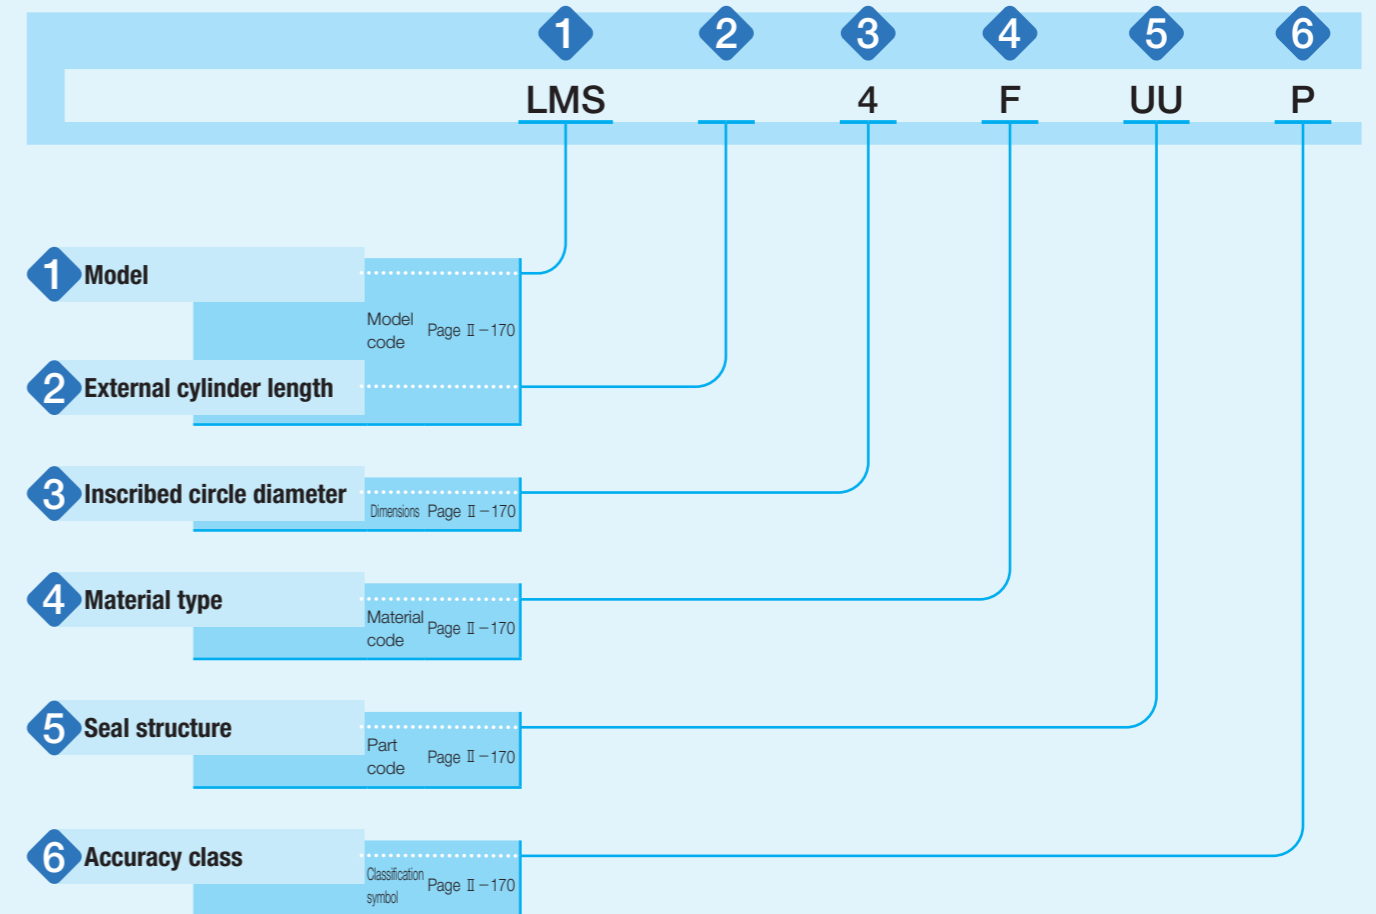 1 2 3 4 5 6
LMS 4 F UU P
1 Model
Model code Page Ⅱ－170
2 External cylinder length
3 Inscribed circle diameter
Dimensions Page Ⅱ－170
4 Material type
Material code Page Ⅱ－170
5 Seal structure
Part code Page Ⅱ－170
6 Accuracy class
Classification symbol Page Ⅱ－170